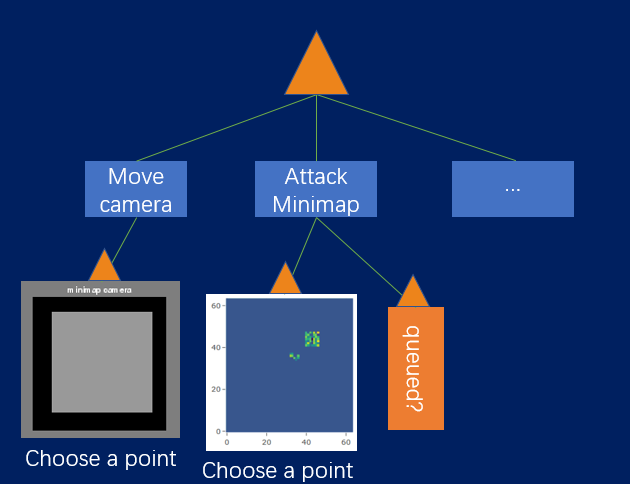 Move
camera
Attack
Minimap
...
minimap camera
60
40
20
0
0
20
40
60
queued?
Choose a point
Choose a point